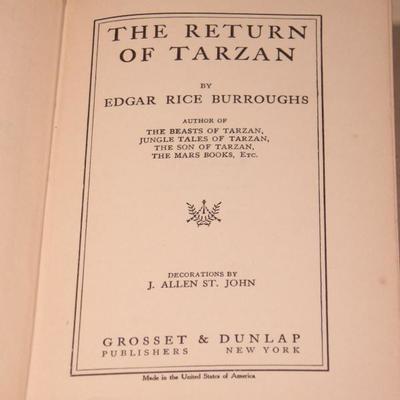 THE RETURN
OF TARZAN
BY
EDGAR RICE BURROUGHS
AUTHOR OF
THE BEASTS OF TARZAN,
JUNGLE TALES OF TARZAN,
THE SON OF TARZAN,
THE MARS BOOKS, ETC.
DECORATIONS BY
J. ALLEN ST. JOHN
GROSSET & DUNLAP
PUBLISHERS NEW YORK
Made in the United States of America